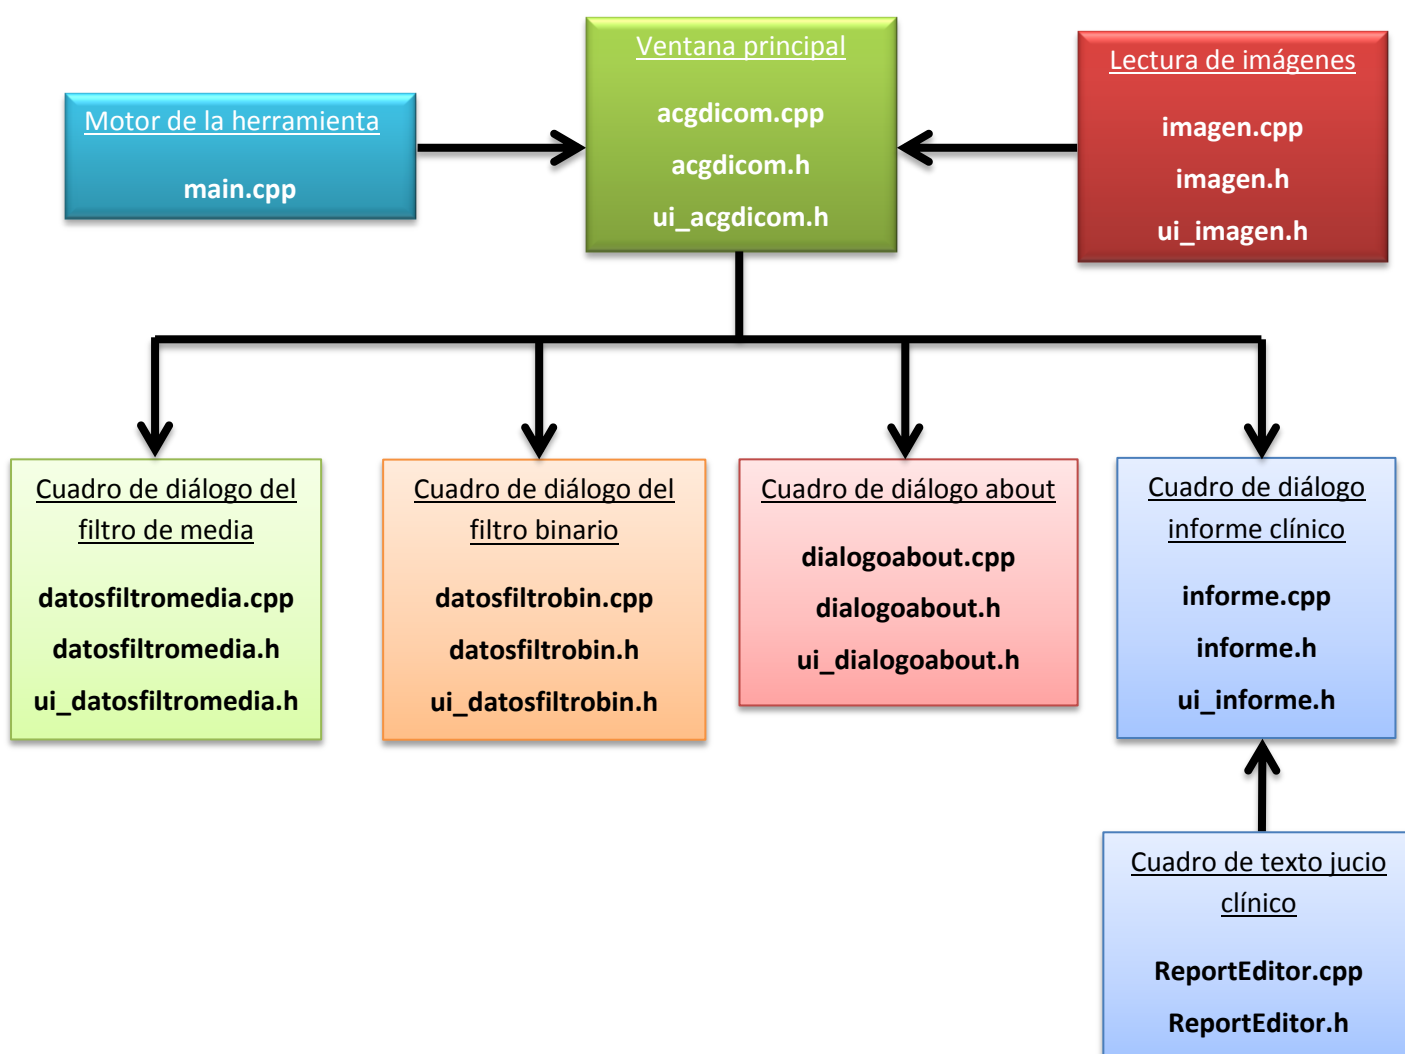 Motor de la herramienta
main.cpp
Ventana principal
acgdicom.cpp
acgdicom.h
ui_acgdicom.h
Lectura de imágenes
imagen.cpp
imagen.h
ui_imagen.h
Cuadro de diálogo del
filtro de media
datosfiltromedia.cpp
datosfiltromedia.h
ui_datosfiltromedia.h
Cuadro de diálogo del
filtro binario
datosfiltrobin.cpp
datosfiltrobin.h
ui_datosfiltrobin.h
Cuadro de diálogo about
dialogoabout.cpp
dialogoabout.h
ui_dialogoabout.h
Cuadro de diálogo
informe clínico
informe.cpp
informe.h
ui_informe.h
Cuadro de texto jucio
clínico
ReportEditor.cpp
ReportEditor.h